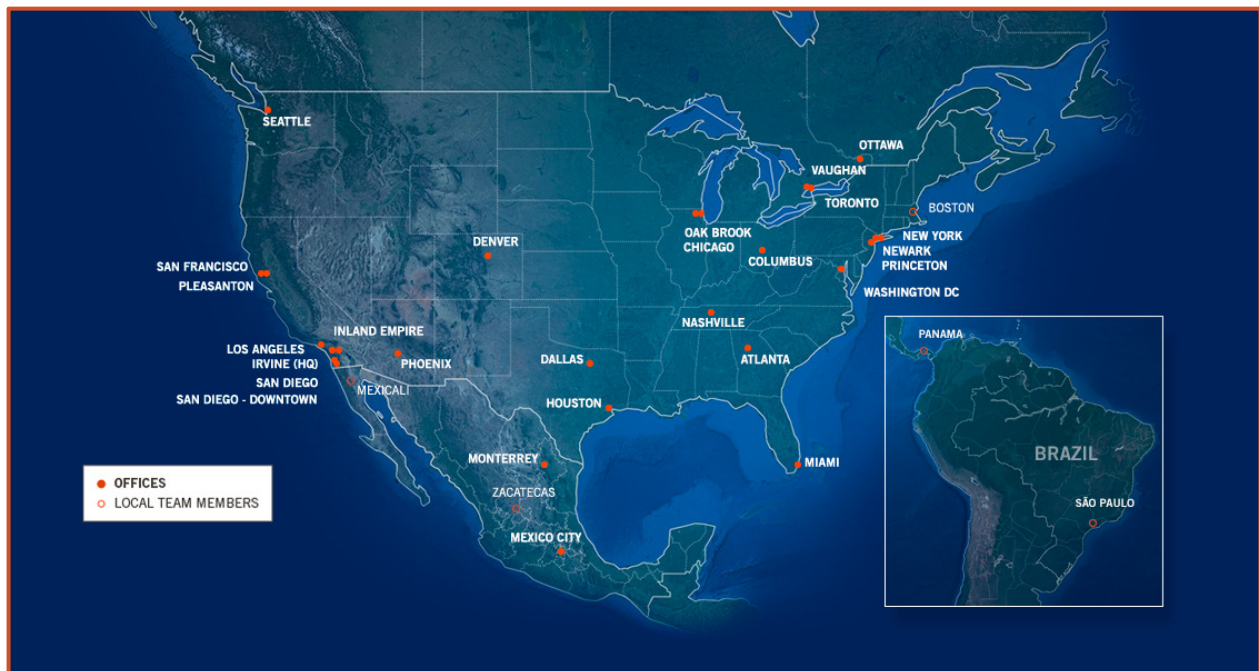 SEATTLE
OTTAWA
VAUGHAN
TORONTO
BOSTON
OAK BROOK
CHICAGO
NEW YORK
NEWARK
PRINCETON
DENVER
COLUMBUS
SAN FRANCISCO
PLEASANTON
WASHINGTON DC
NASHVILLE
INLAND EMPIRE
LOS ANGELES
IRVINE (HQ)
PHOENIX
DALLAS
ATLANTA
SAN DIEGO
MEXICALI
SAN DIEGO - DOWNTOWN
HOUSTON
MONTERREY
MIAMI
ZACATECAS
MEXICO CITY
PANAMA
BRAZIL
SÃO PAULO
OFFICES
LOCAL TEAM MEMBERS